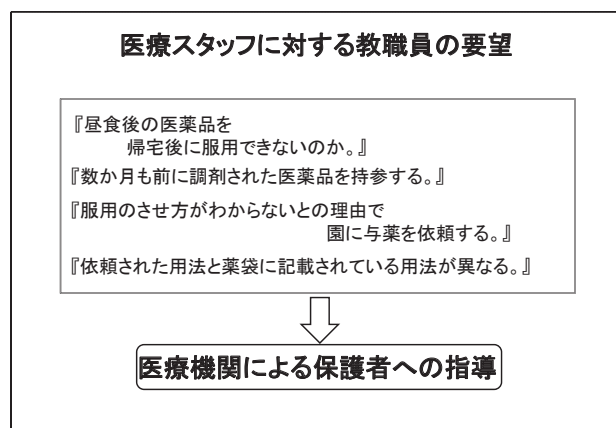 医療スタッフに対する教職員の要望
『昼食後の医薬品を
帰宅後に服用できないのか。』
『数か月も前に調剤された医薬品を持参する。』
『服用のさせ方がわからないとの理由で
園に与薬を依頼する。』
『依頼された用法と薬袋に記載されている用法が異なる。』
医療機関による保護者への指導